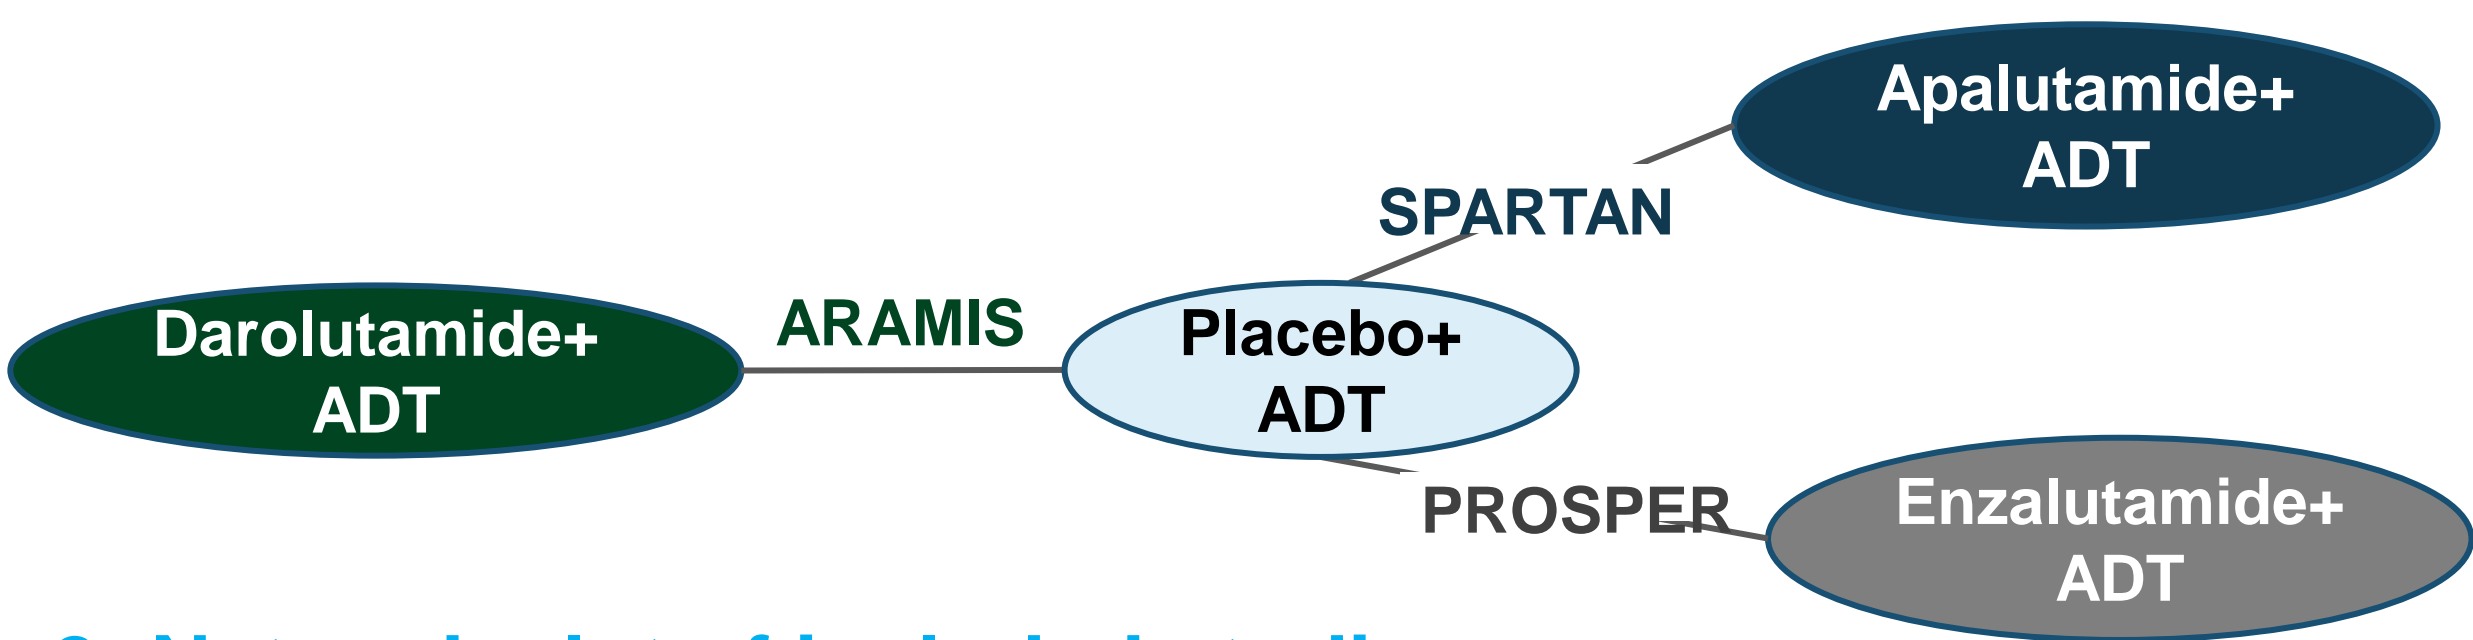 Apalutamide+
ADT
SPARTAN
ARAMIS
Darolutamide+
ADT
Placebo+
ADT
PROSPER
Enzalutamide+
ADT